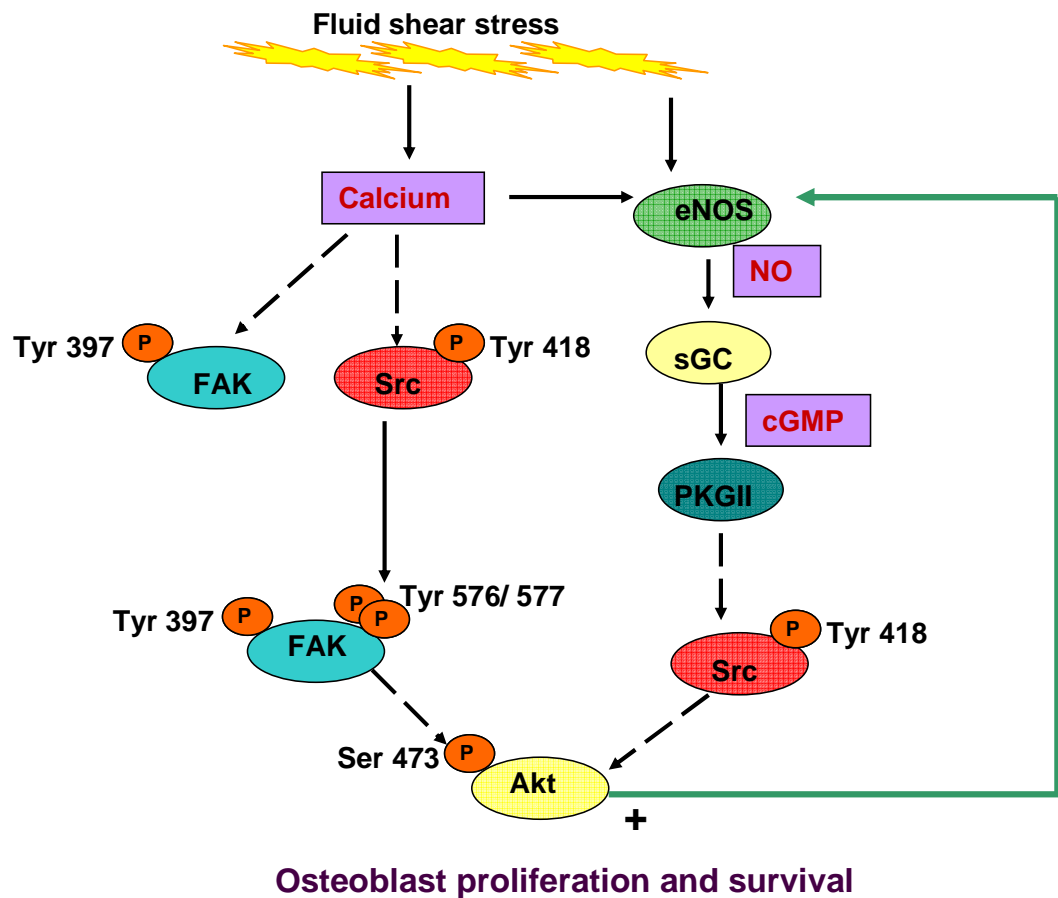 Fluid shear stress
Calcium
eNOS
NO
Tyr 397
P
P
Tyr 418
FAK
Src
sGC
cGMP
PKGII
Tyr 397
P
P
P
Tyr 576/ 577
FAK
P
Tyr 418
Src
Ser 473
P
Akt
+
Osteoblast proliferation and survival